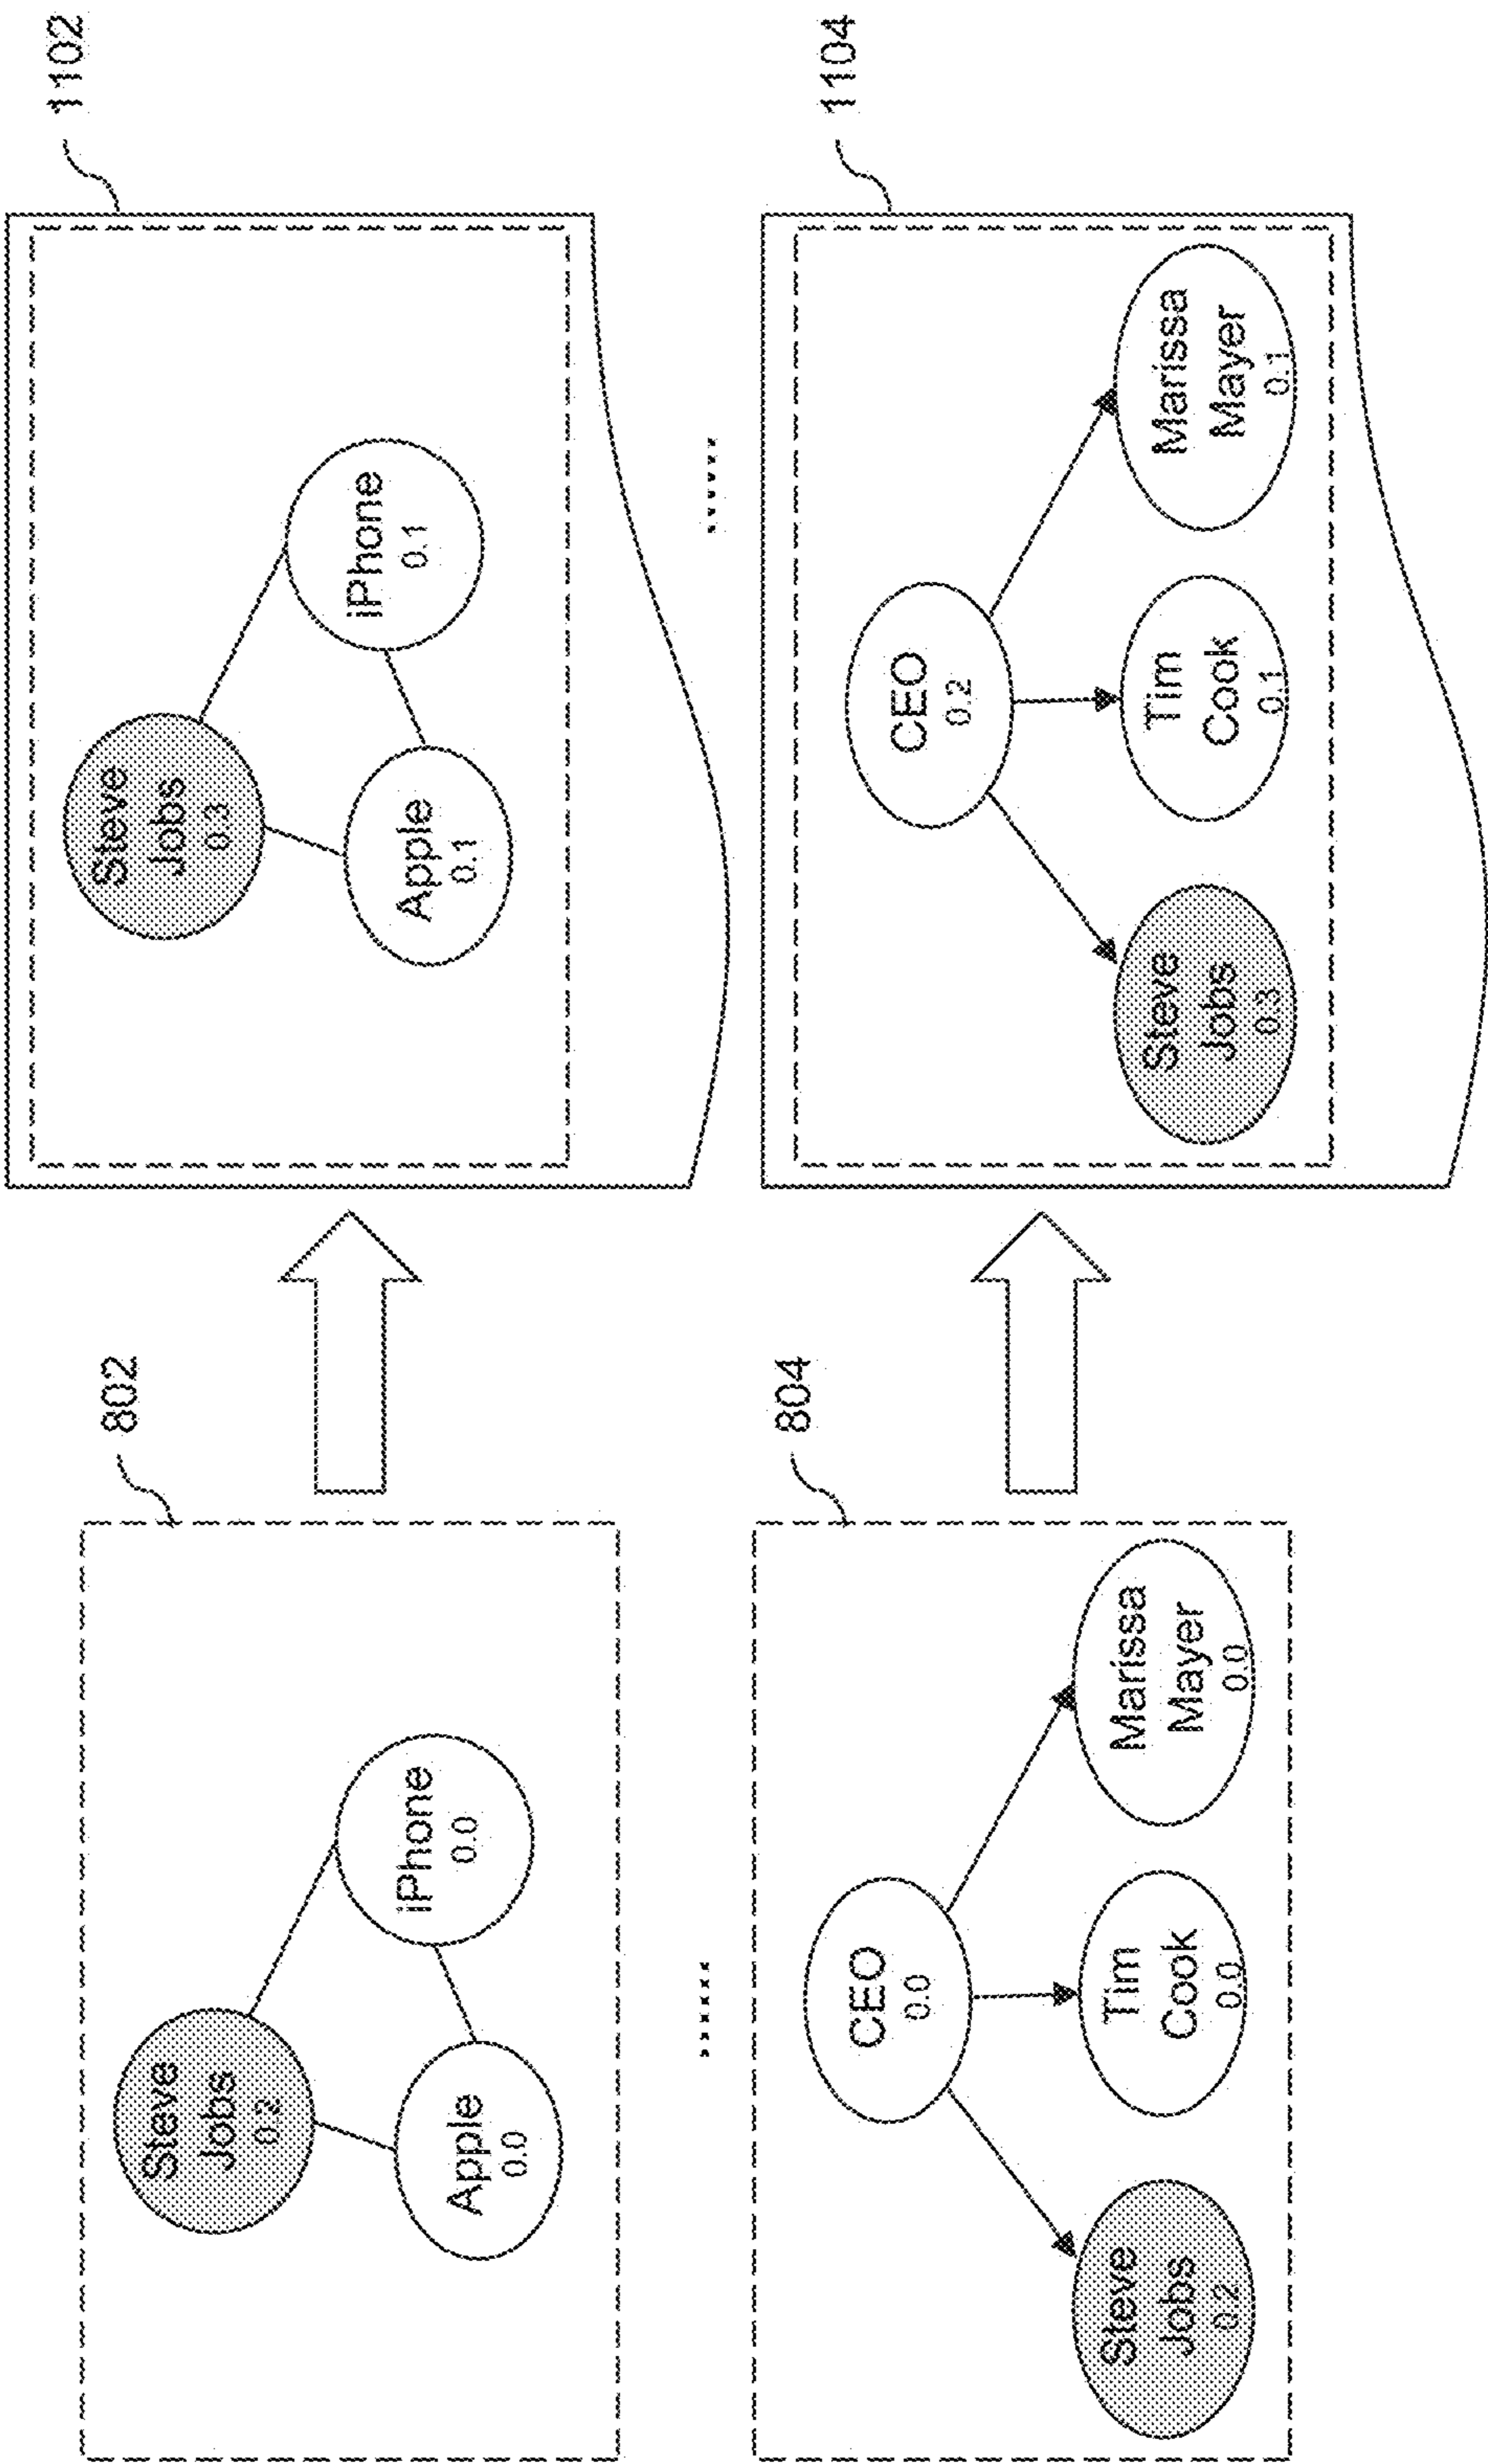 802
Steve
Jobs
0.2
iPhone
0.0
Apple
0.0
1102
Steve
Jobs
0.3
iPhone
0.1
Apple
0.1
......
......
804
CEO
0.0
Steve
Jobs
0.2
Tim
Cook
0.0
Marissa
Mayer
0.0
1104
CEO
0.2
Steve
Jobs
0.3
Tim
Cook
0.1
Marissa
Mayer
0.1